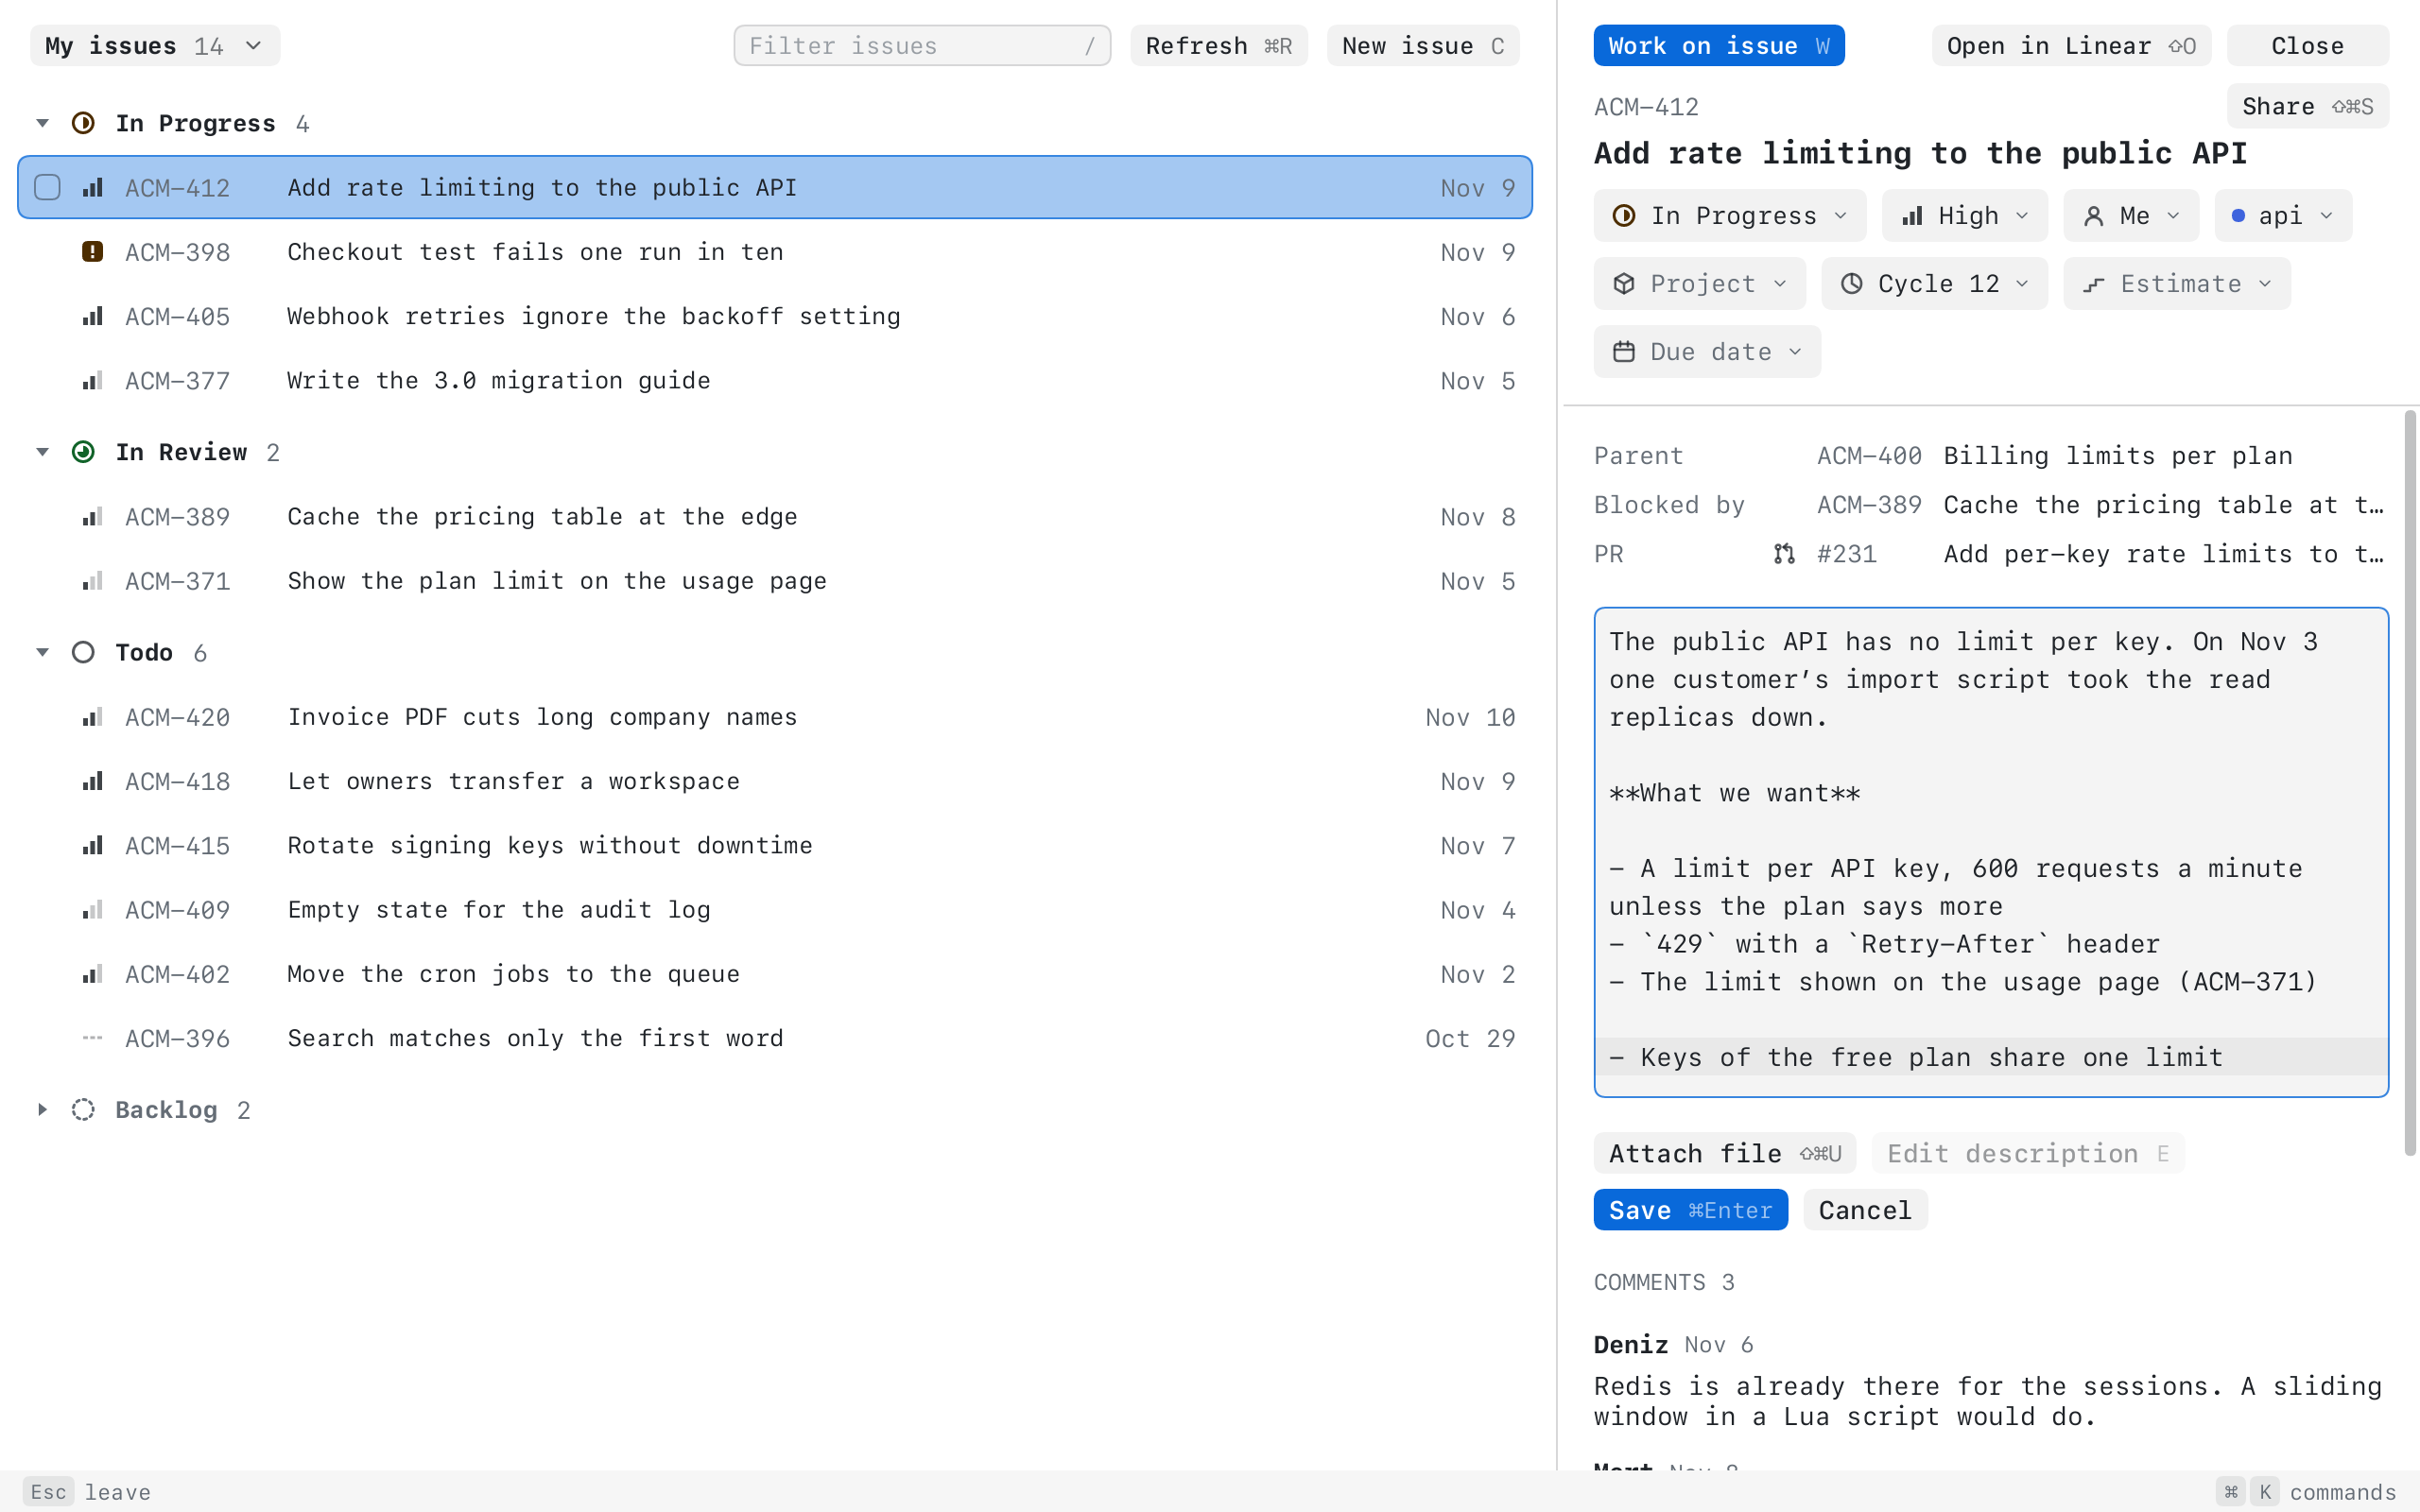 My issues 14
Filter issues /
Refresh ⌘R
New issue C
In Progress 4
ACM-412 Add rate limiting to the public API Nov 9
ACM-398 Checkout test fails one run in ten Nov 9
ACM-405 Webhook retries ignore the backoff setting Nov 6
ACM-377 Write the 3.0 migration guide Nov 5
In Review 2
ACM-389 Cache the pricing table at the edge Nov 8
ACM-371 Show the plan limit on the usage page Nov 5
Todo 6
ACM-420 Invoice PDF cuts long company names Nov 10
ACM-418 Let owners transfer a workspace Nov 9
ACM-415 Rotate signing keys without downtime Nov 7
ACM-409 Empty state for the audit log Nov 4
ACM-402 Move the cron jobs to the queue Nov 2
ACM-396 Search matches only the first word Oct 29
Backlog 2
Work on issue W
Open in Linear ⇧O
Close
ACM-412
Share ⇧⌘S
Add rate limiting to the public API
In Progress
High
Me
api
Project
Cycle 12
Estimate
Due date
Parent ACM-400 Billing limits per plan
Blocked by ACM-389 Cache the pricing table at t…
PR #231 Add per-key rate limits to t…
The public API has no limit per key. On Nov 3
one customer’s import script took the read
replicas down.
**What we want**
- A limit per API key, 600 requests a minute
unless the plan says more
- `429` with a `Retry-After` header
- The limit shown on the usage page (ACM-371)
- Keys of the free plan share one limit
Attach file ⇧⌘U
Edit description E
Save ⌘Enter
Cancel
COMMENTS 3
Deniz Nov 6
Redis is already there for the sessions. A sliding
window in a Lua script would do.
Esc leave
⌘ K commands